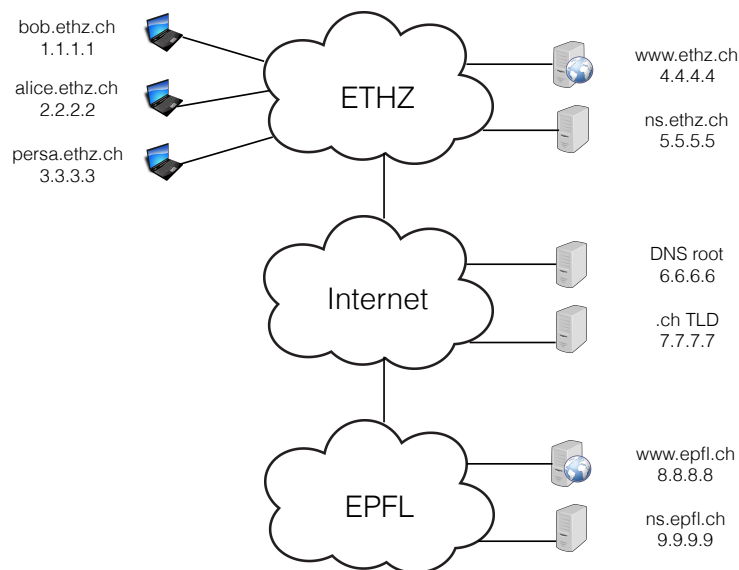 bob.ethz.ch
1.1.1.1
alice.ethz.ch
2.2.2.2
persa.ethz.ch
3.3.3.3
ETHZ
www.ethz.ch
4.4.4.4
ns.ethz.ch
5.5.5.5
Internet
DNS root
6.6.6.6
.ch TLD
7.7.7.7
EPFL
www.epfl.ch
8.8.8.8
ns.epfl.ch
9.9.9.9